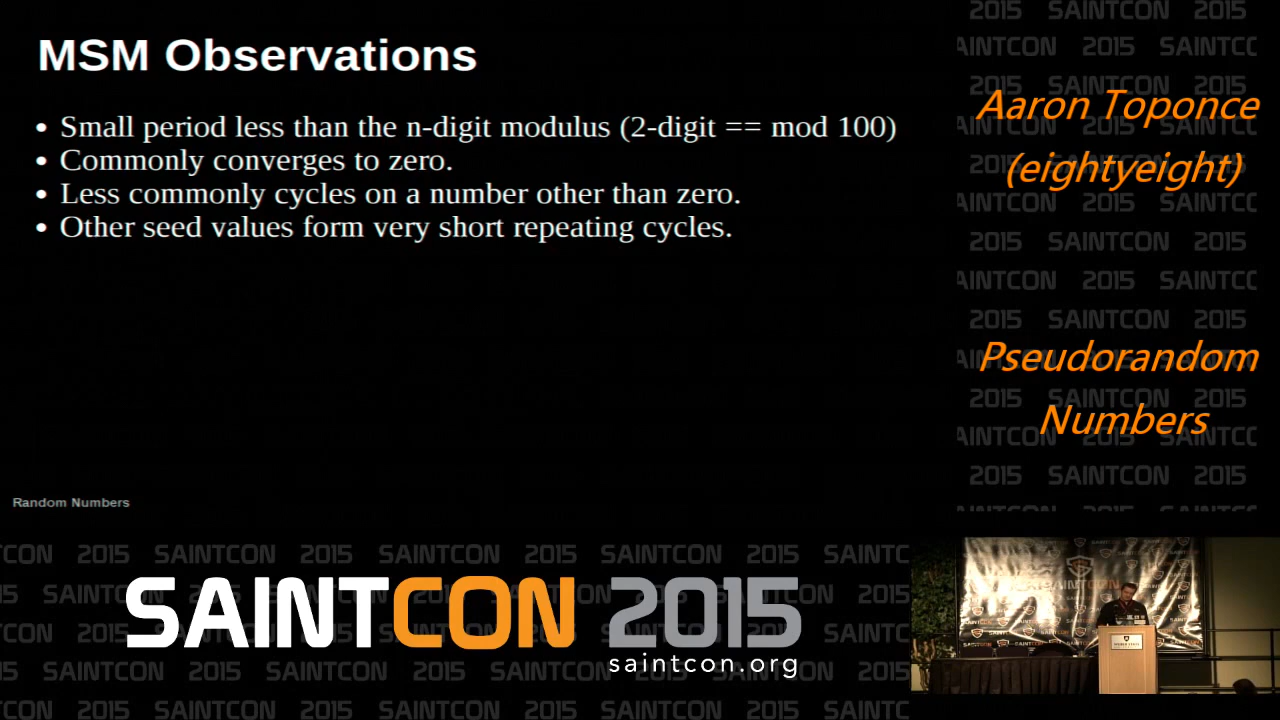 MSM Observations
• Small period less than the n-digit modulus (2-digit == mod 100)
• Commonly converges to zero.
• Less commonly cycles on a number other than zero.
• Other seed values form very short repeating cycles.
Random Numbers
Aaron Toponce
(eightyeight)
Pseudorandom
Numbers
SAINTCON 2015
saintcon.org